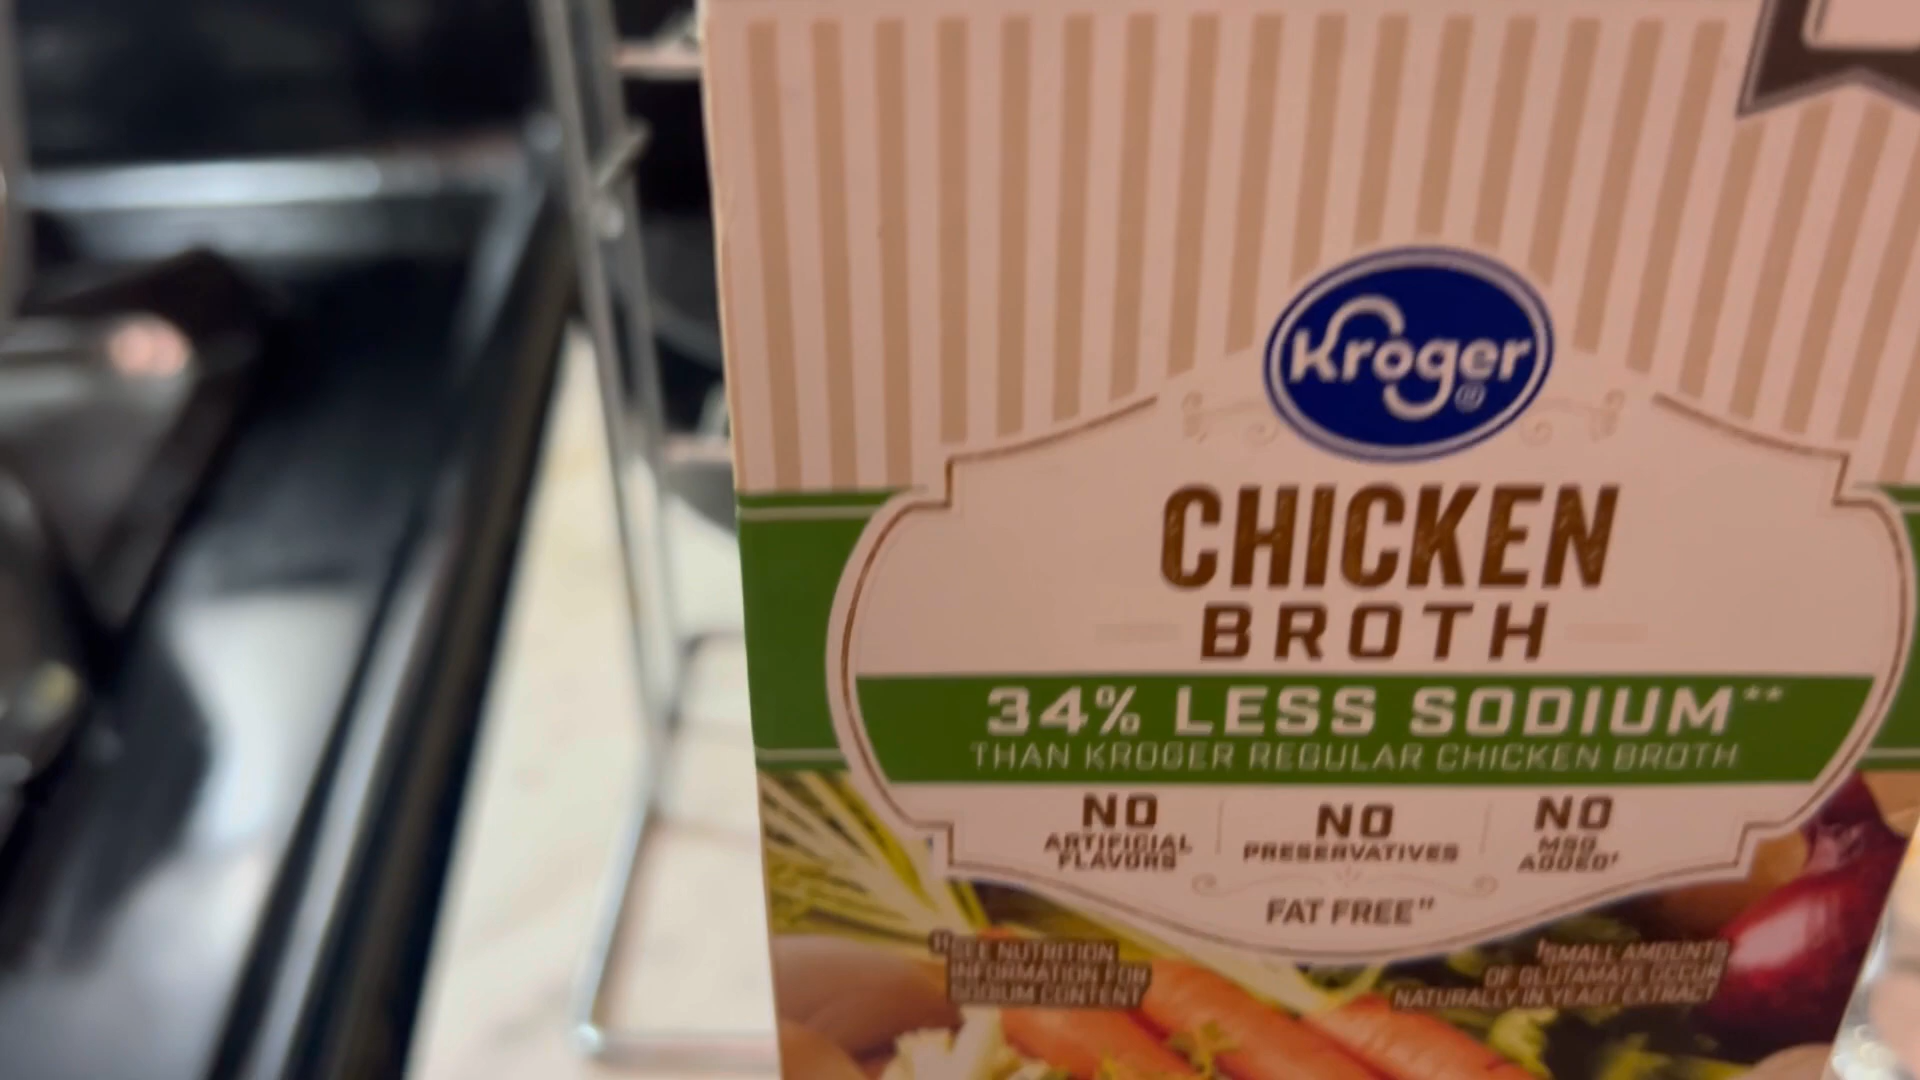 Kroger®
CHICKEN
BROTH
34% LESS SODIUM**
THAN KROGER REGULAR CHICKEN BROTH
NO
ARTIFICIAL
FLAVORS
NO
PRESERVATIVES
NO
MSG
ADDED†
FAT FREE††
††SEE NUTRITION
INFORMATION FOR
SODIUM CONTENT
†SMALL AMOUNTS
OF GLUTAMATE OCCUR
NATURALLY IN YEAST EXTRACT